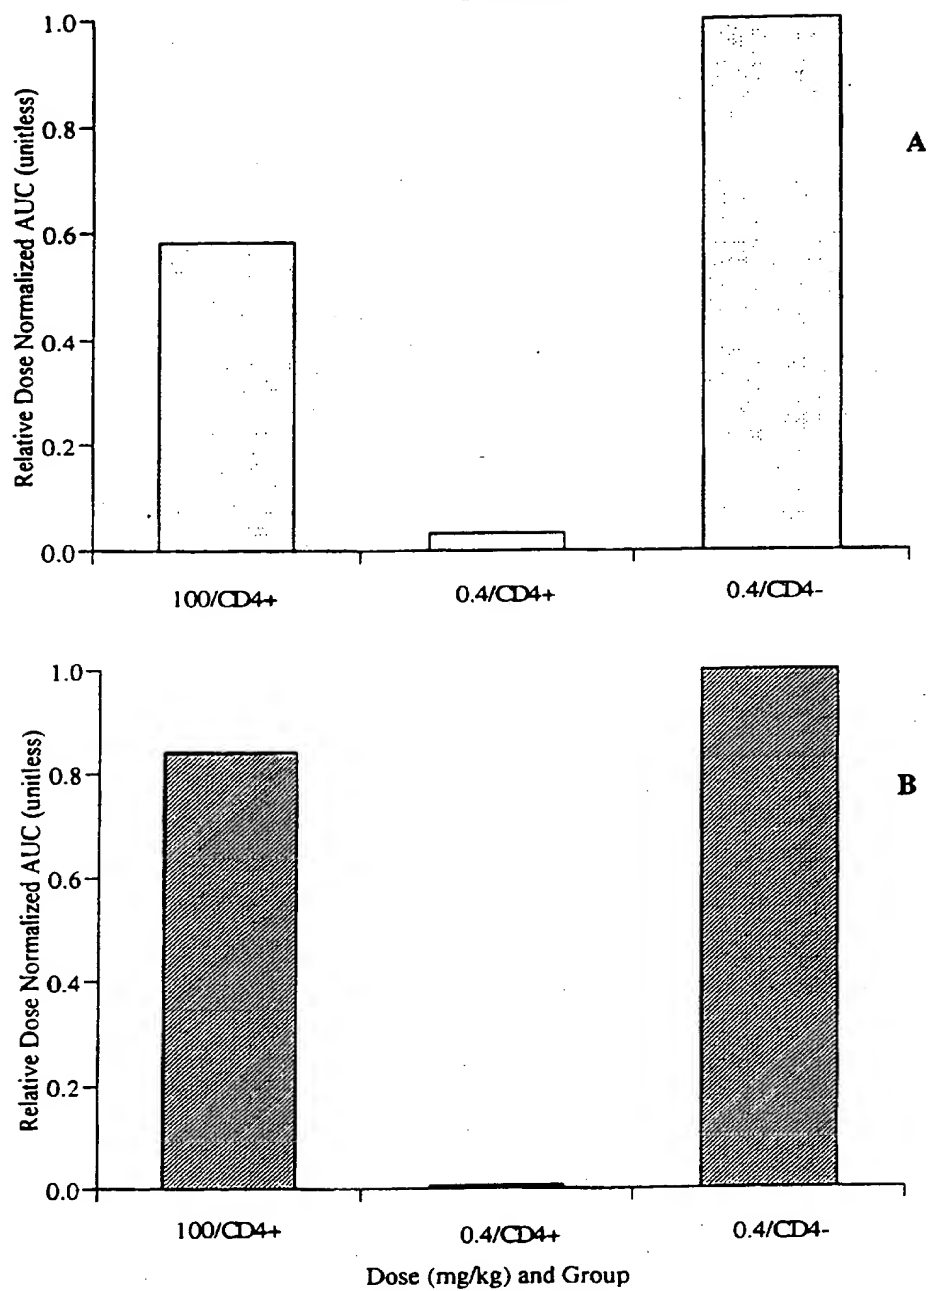 Relative Dose Normalized AUC (unitless)
1.0
0.8
0.6
0.4
0.2
0.0
100/CD4+ 0.4/CD4+ 0.4/CD4-
A
Relative Dose Normalized AUC (unitless)
1.0
0.8
0.6
0.4
0.2
0.0
100/CD4+ 0.4/CD4+ 0.4/CD4-
B
Dose (mg/kg) and Group